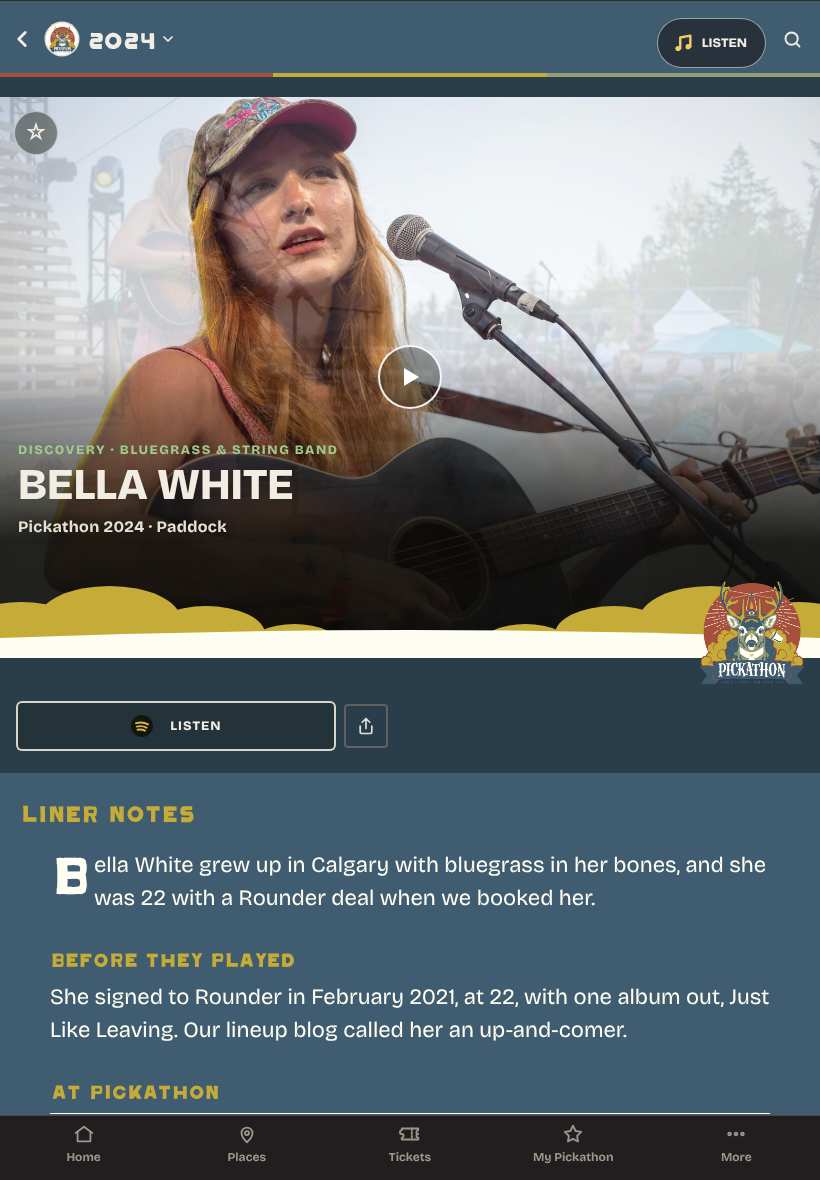 2024
LISTEN
DISCOVERY · BLUEGRASS & STRING BAND
BELLA WHITE
Pickathon 2024 · Paddock
PICKATHON
LISTEN
LINER NOTES
Bella White grew up in Calgary with bluegrass in her bones, and she
was 22 with a Rounder deal when we booked her.
BEFORE THEY PLAYED
She signed to Rounder in February 2021, at 22, with one album out, Just
Like Leaving. Our lineup blog called her an up-and-comer.
AT PICKATHON
Home
Places
Tickets
My Pickathon
More